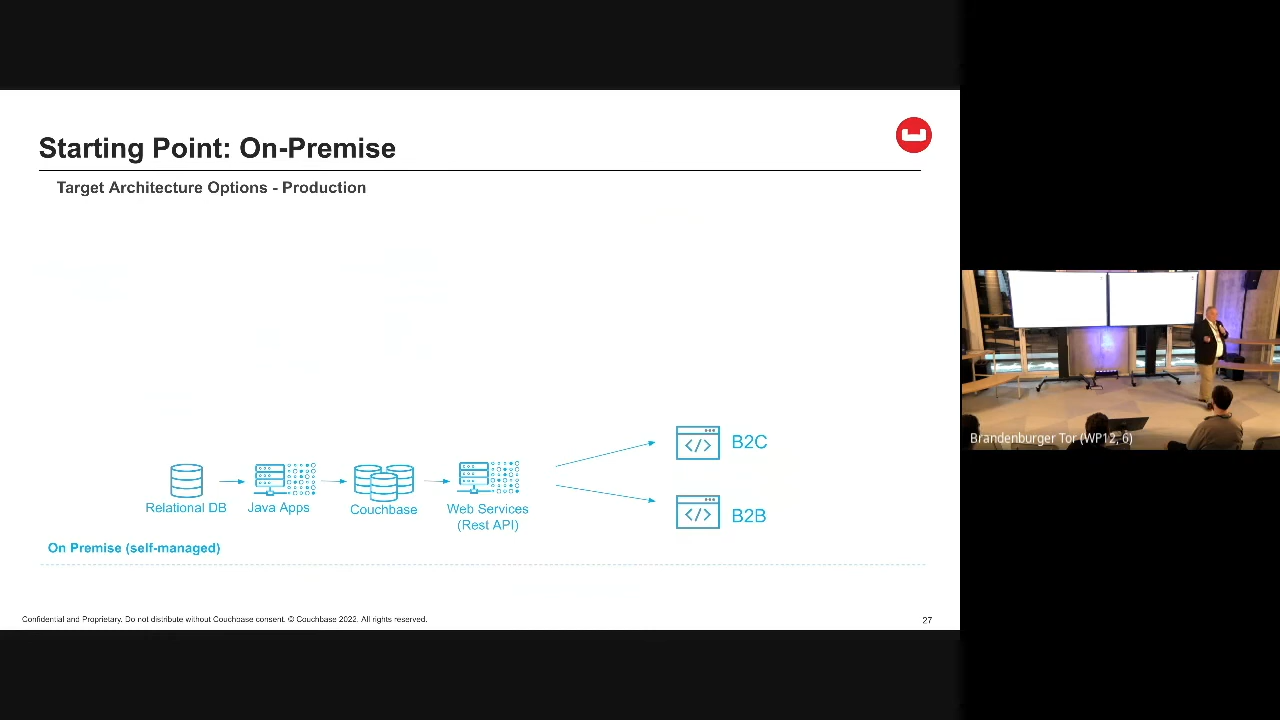 Starting Point: On-Premise
Target Architecture Options - Production
B2C
Relational DB
Java Apps
Couchbase
Web Services
(Rest API)
B2B
On Premise (self-managed)
Confidential and Proprietary. Do not distribute without Couchbase consent. © Couchbase 2022. All rights reserved.
27
Brandenburger Tor (WP12, 6)